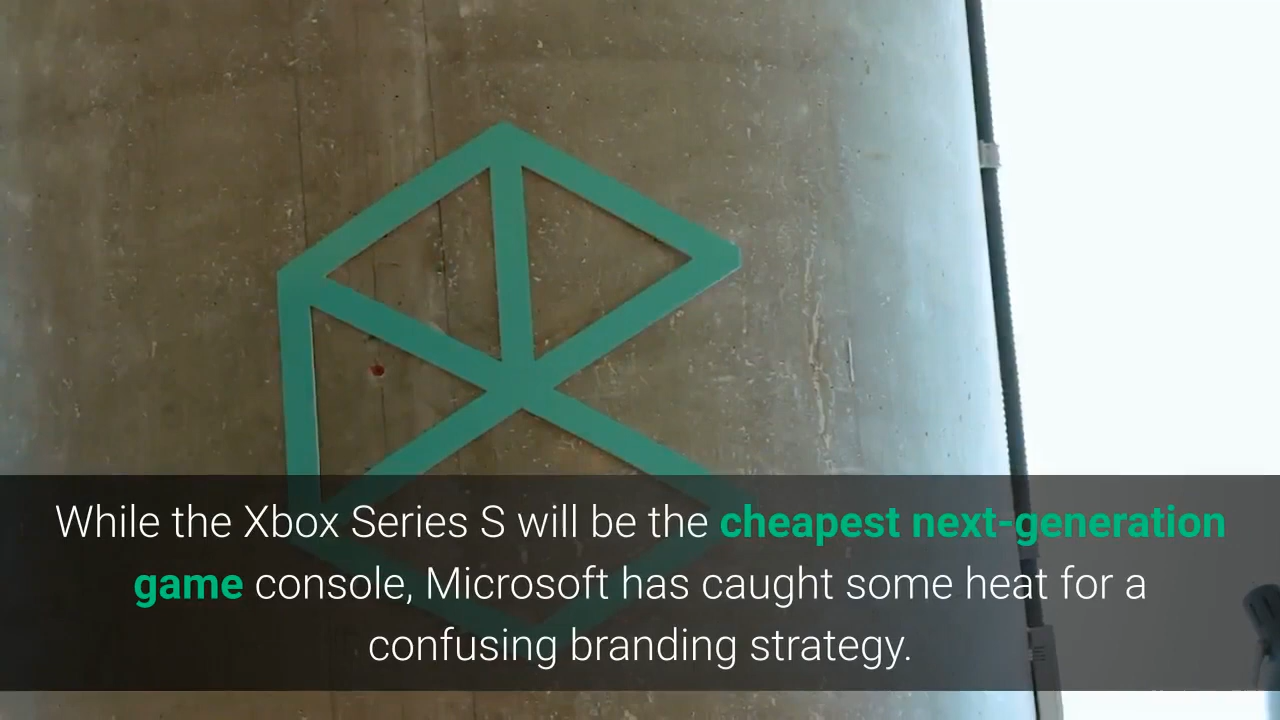 While the Xbox Series S will be the cheapest next-generation
game console, Microsoft has caught some heat for a
confusing branding strategy.